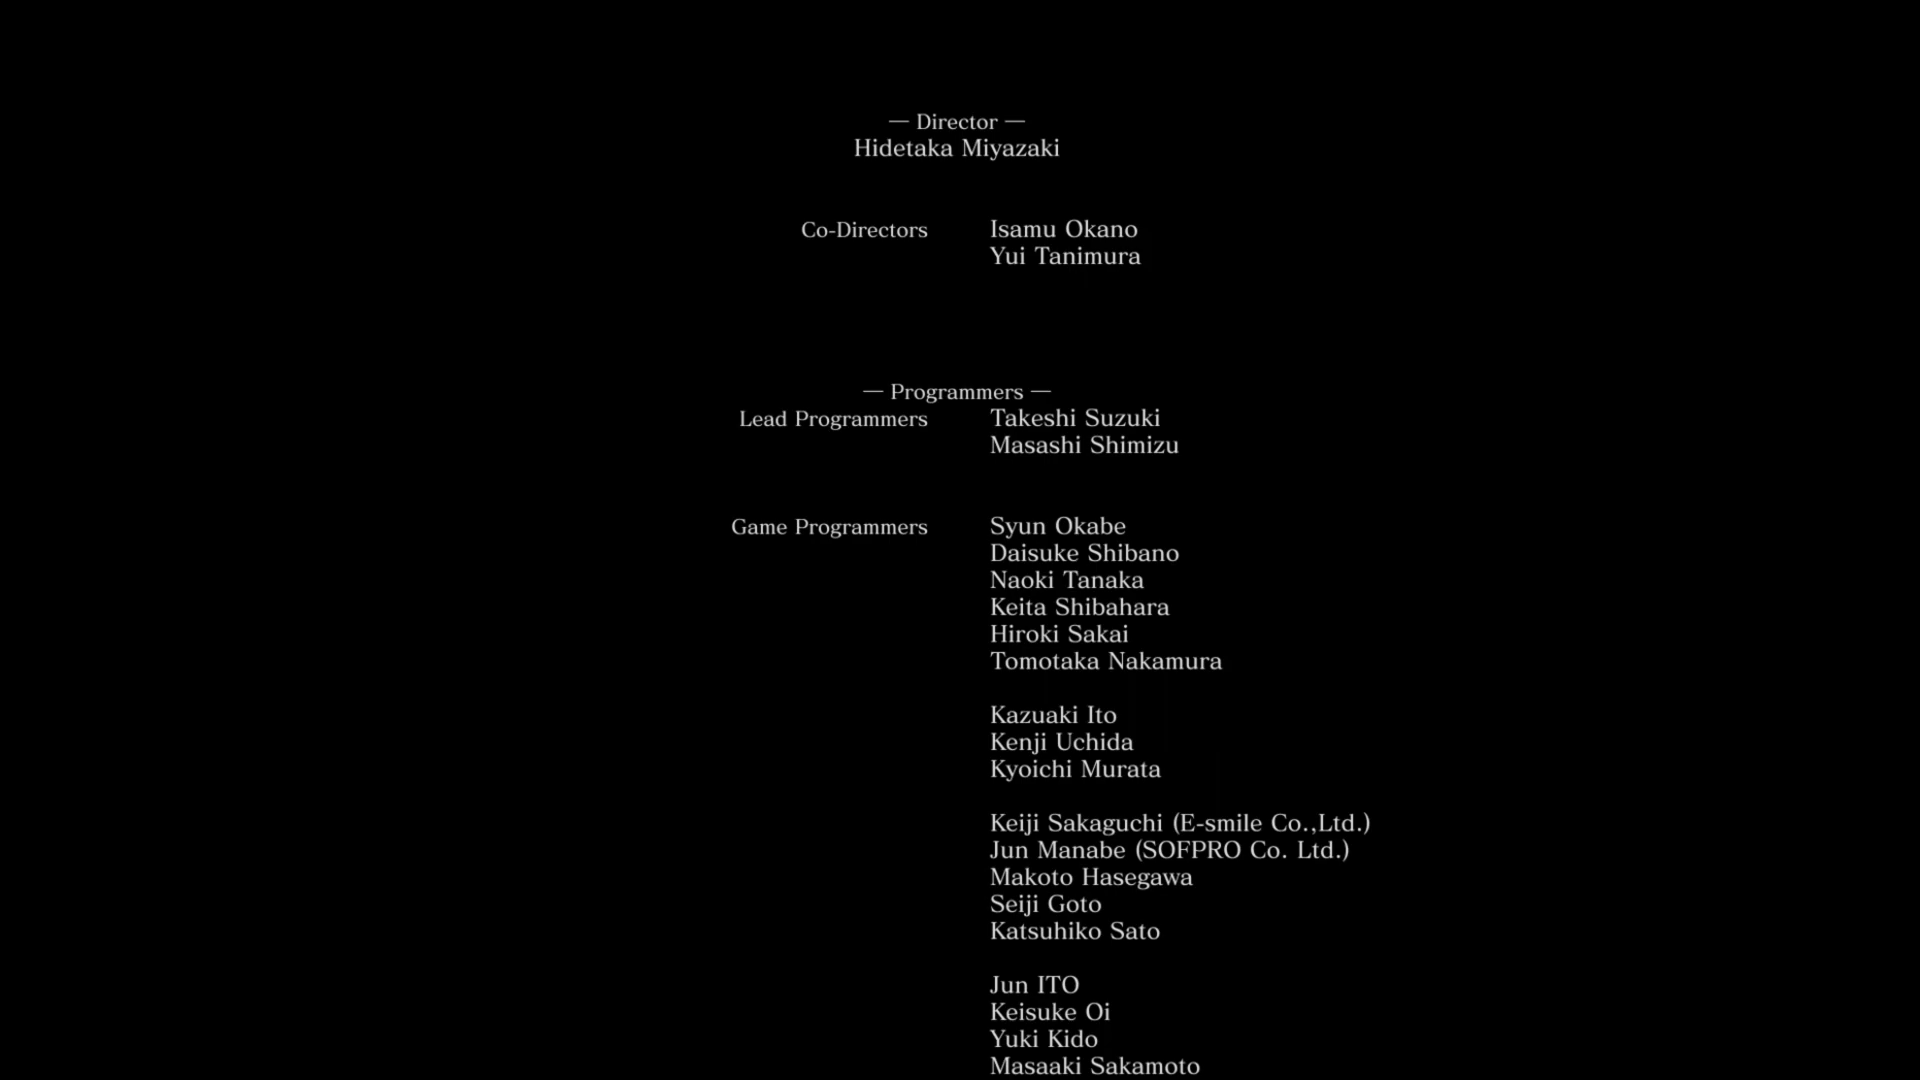 — Director —
Hidetaka Miyazaki
Co-Directors Isamu Okano
Yui Tanimura
— Programmers —
Lead Programmers Takeshi Suzuki
Masashi Shimizu
Game Programmers Syun Okabe
Daisuke Shibano
Naoki Tanaka
Keita Shibahara
Hiroki Sakai
Tomotaka Nakamura
Kazuaki Ito
Kenji Uchida
Kyoichi Murata
Keiji Sakaguchi (E-smile Co.,Ltd.)
Jun Manabe (SOFPRO Co. Ltd.)
Makoto Hasegawa
Seiji Goto
Katsuhiko Sato
Jun ITO
Keisuke Oi
Yuki Kido
Masaaki Sakamoto